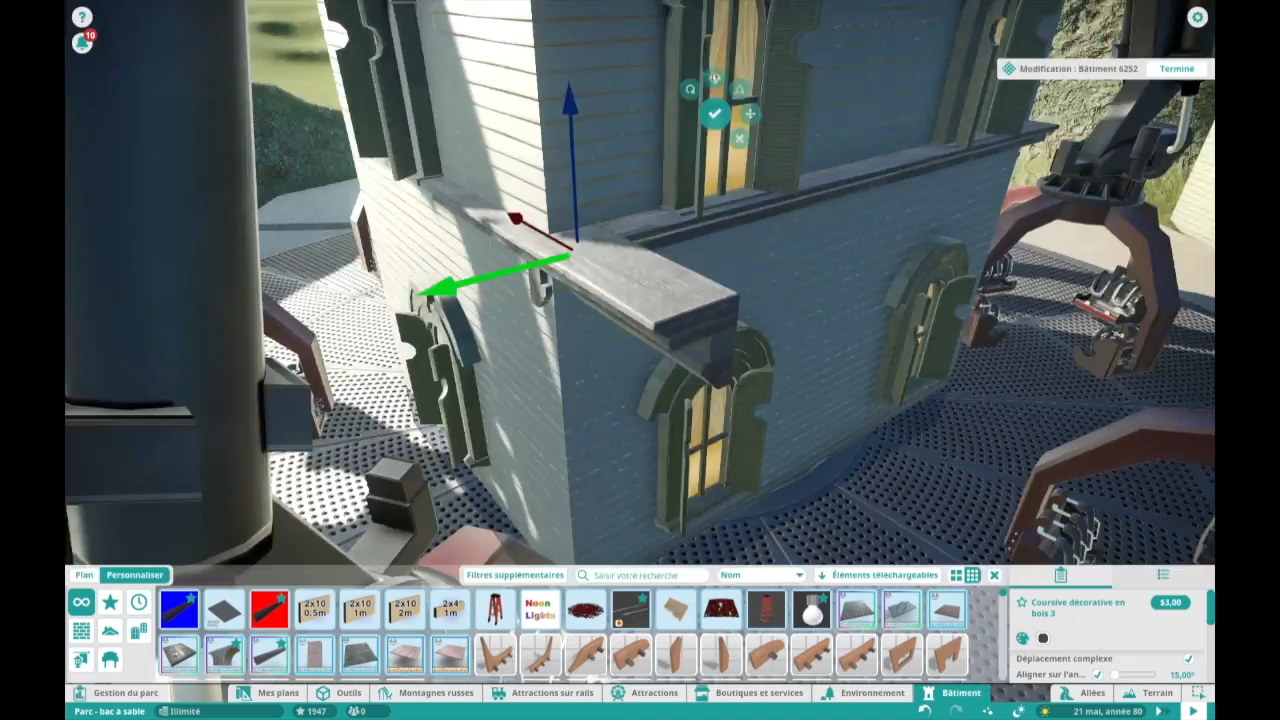 ?
10
Modification : Bâtiment 6252
Terminé
Plan
Personnaliser
Filtres supplémentaires
Saisir votre recherche
Nom
Éléments téléchargeables
2x10
0.5m
2x10
1m
2x10
2m
2x4
1m
Neon
Lights
Coursive décorative en
bois 3
$3,00
Déplacement complexe
Aligner sur l'an...
15,00°
Gestion du parc
Mes plans
Outils
Montagnes russes
Attractions sur rails
Attractions
Boutiques et services
Environnement
Bâtiment
Allées
Terrain
Parc - bac à sable
Illimité
1947
0
21 mai, année 80